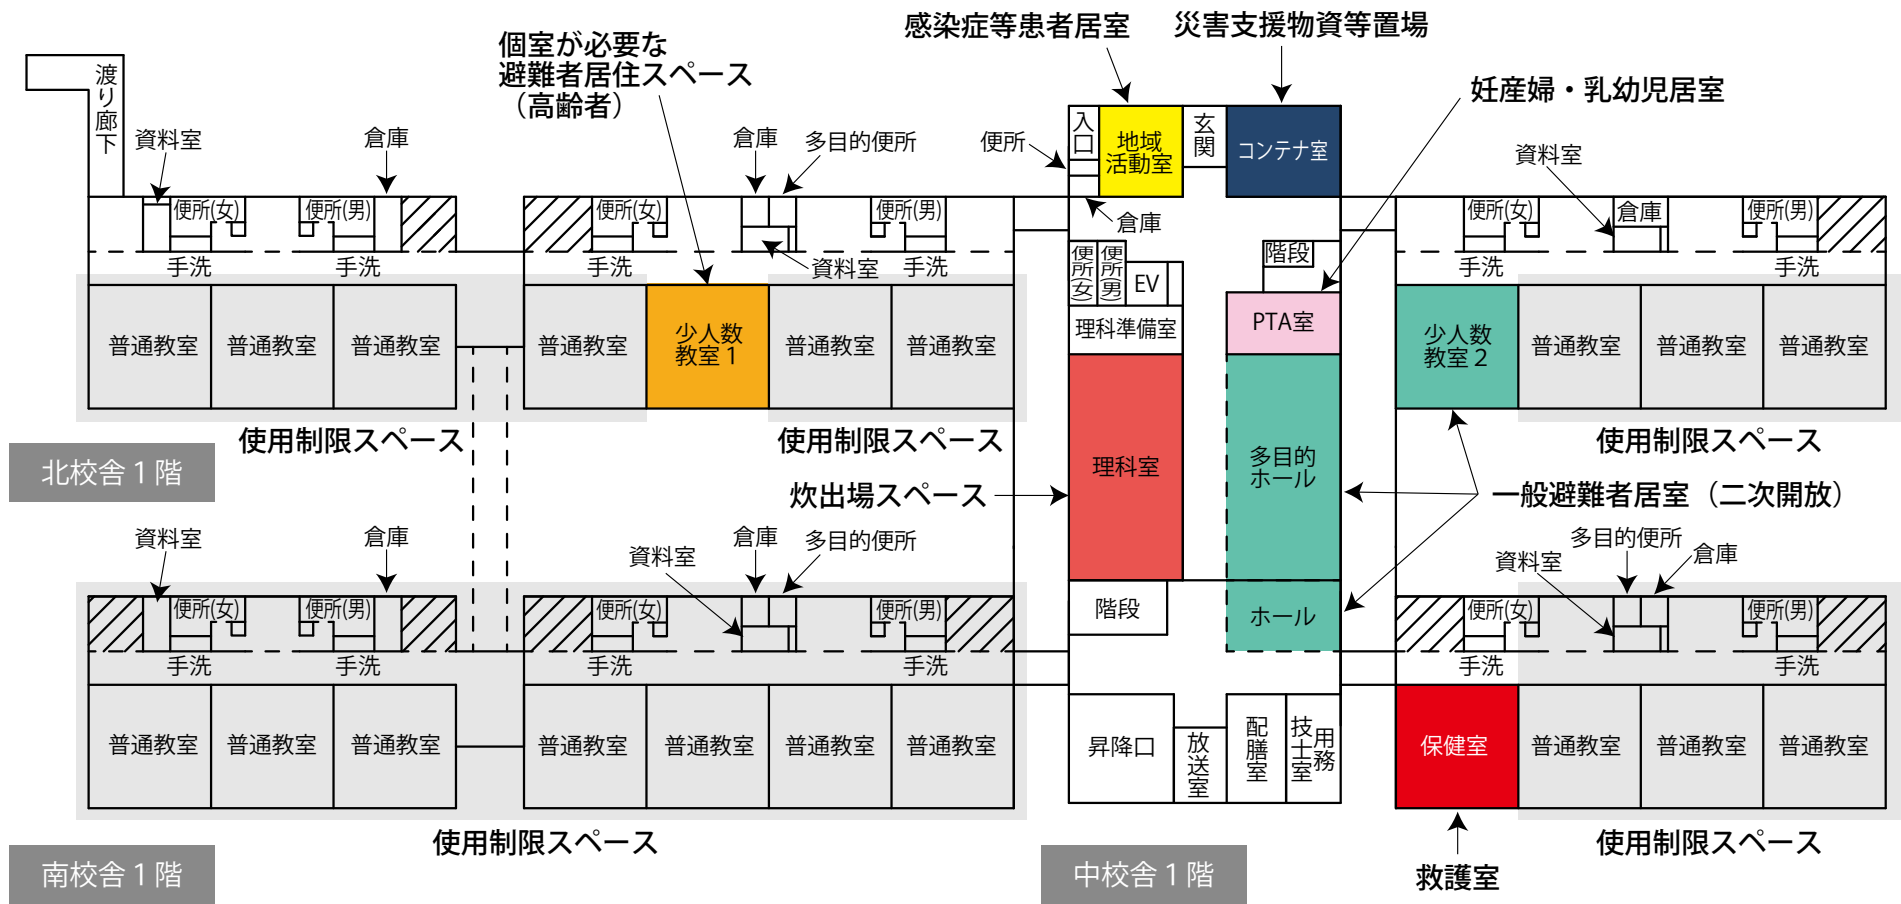 感染症等患者居室
災害支援物資等置場
個室が必要な
避難者居住スペース
（高齢者）
妊産婦・乳幼児居室
渡り廊下
資料室
倉庫
倉庫
多目的便所
便所
入口
地域
活動室
玄関
コンテナ室
資料室
便所(女)
便所(男)
便所(女)
便所(男)
倉庫
便所(女)
倉庫
便所(男)
手洗
手洗
手洗
資料室
手洗
便所(女)
便所(男)
EV
階段
手洗
手洗
普通教室
普通教室
普通教室
普通教室
少人数
教室1
普通教室
普通教室
理科準備室
PTA室
少人数
教室2
普通教室
普通教室
普通教室
使用制限スペース
使用制限スペース
使用制限スペース
北校舎1階
理科室
多目的
ホール
炊出場スペース
一般避難者居室（二次開放）
資料室
倉庫
資料室
倉庫
多目的便所
資料室
多目的便所
倉庫
便所(女)
便所(男)
便所(女)
便所(男)
階段
ホール
便所(女)
便所(男)
手洗
手洗
手洗
手洗
手洗
手洗
普通教室
普通教室
普通教室
普通教室
普通教室
普通教室
普通教室
昇降口
放送室
配膳室
用務
技士室
保健室
普通教室
普通教室
普通教室
使用制限スペース
使用制限スペース
南校舎1階
中校舎1階
救護室